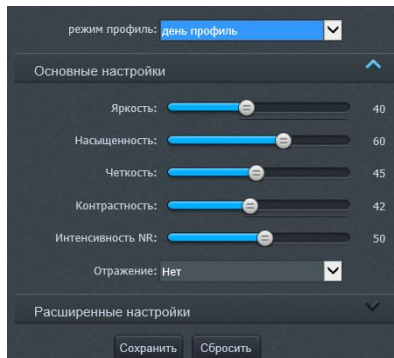 режим профиль: день профиль
Основные настройки
Яркость: 40
Насыщенность: 60
Четкость: 45
Контрастность: 42
Интенсивность NR: 50
Отражение: Нет
Расширенные настройки
Сохранить Сбросить